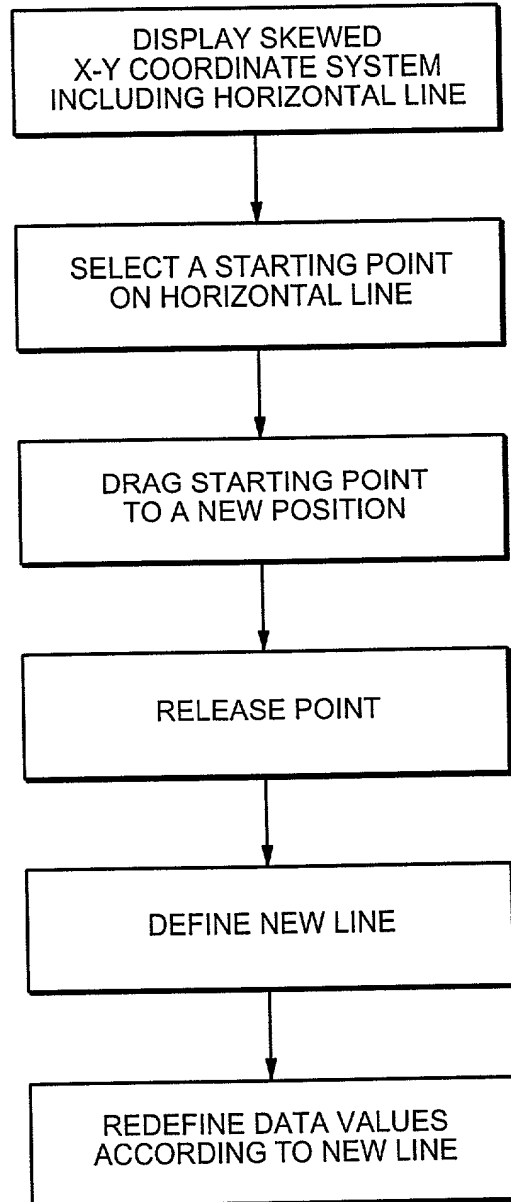 DISPLAY SKEWED
X-Y COORDINATE SYSTEM
INCLUDING HORIZONTAL LINE
SELECT A STARTING POINT
ON HORIZONTAL LINE
DRAG STARTING POINT
TO A NEW POSITION
RELEASE POINT
DEFINE NEW LINE
REDEFINE DATA VALUES
ACCORDING TO NEW LINE